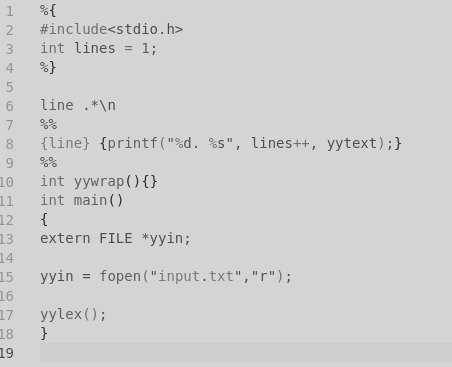 1 %{
2 #include<stdio.h>
3 int lines = 1;
4 %}
5
6 line .*\n
7 %%
8 {line} {printf("%d. %s", lines++, yytext);}
9 %%
10 int yywrap(){}
11 int main()
12 {
13 extern FILE *yyin;
14
15 yyin = fopen("input.txt","r");
16
17 yylex();
18 }
19